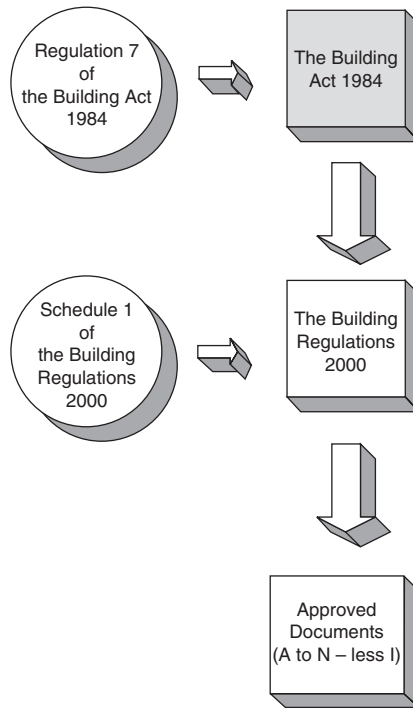 Regulation 7
of
the Building Act
1984
The Building
Act 1984
Schedule 1
of
the Building
Regulations
2000
The Building
Regulations
2000
Approved
Documents
(A to N – less I)